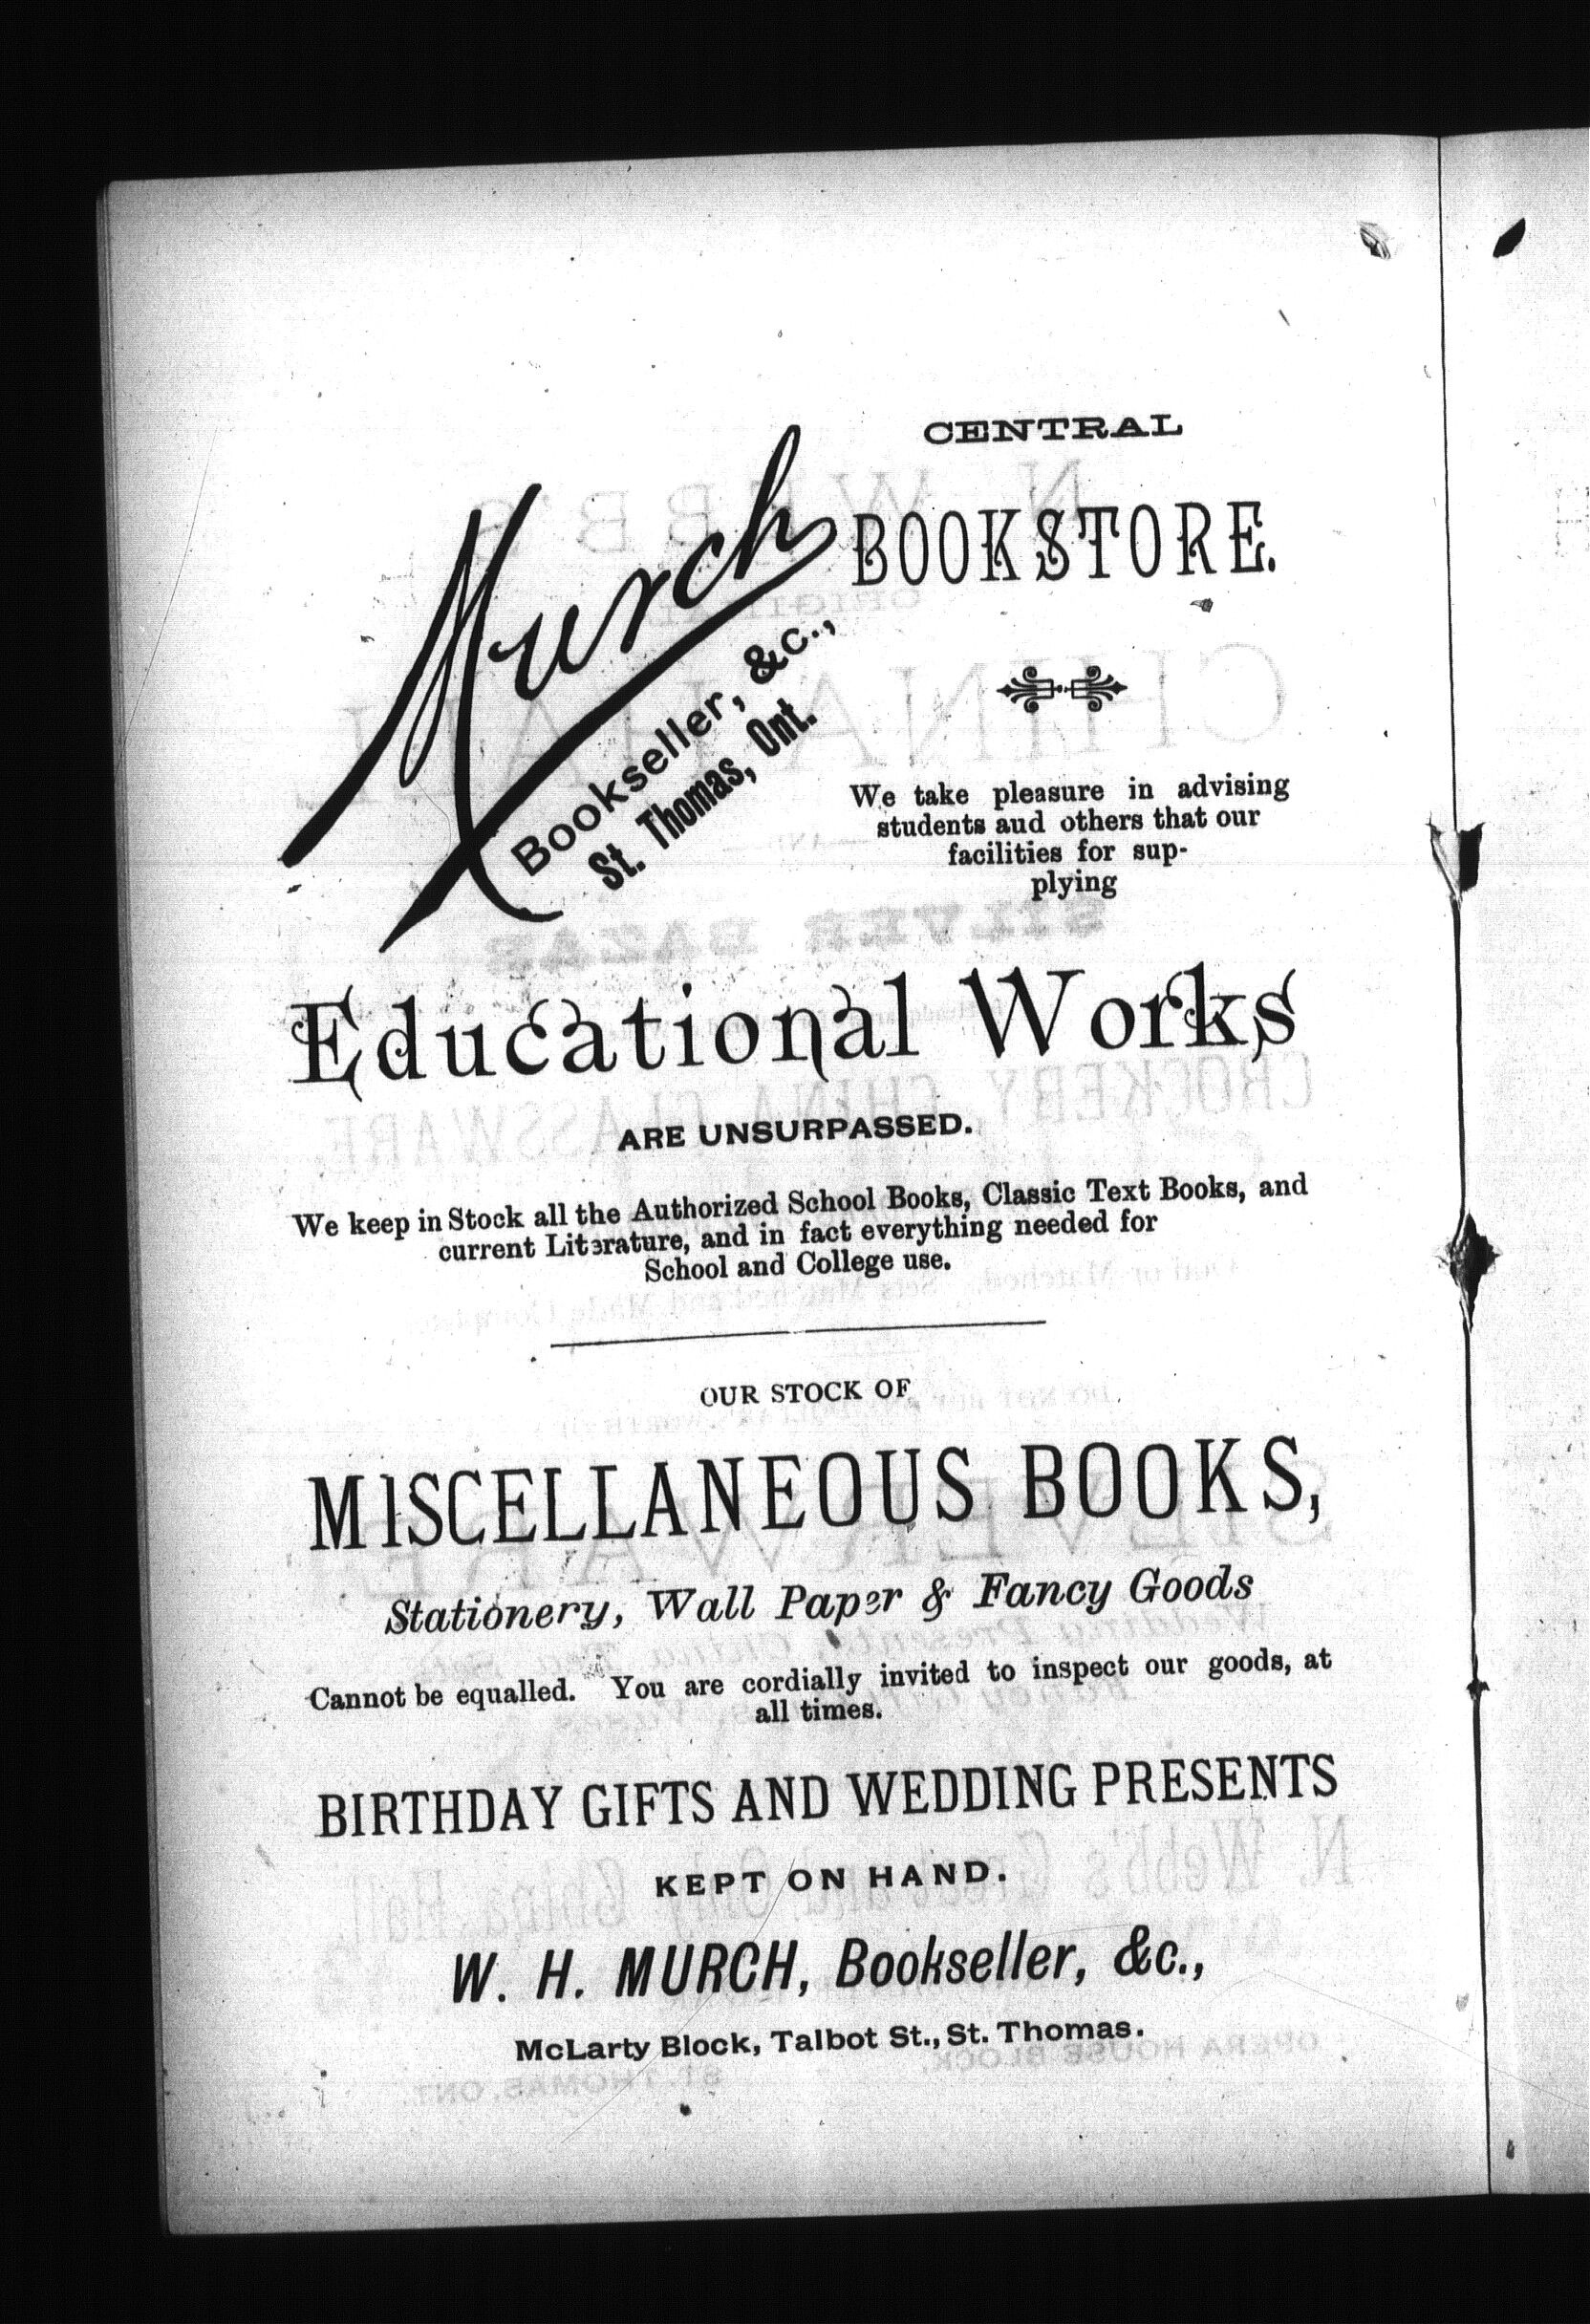 Murch
Bookseller, &c.,
St. Thomas, Ont.
CENTRAL
BOOKSTORE.
We take pleasure in advising
students aud others that our
facilities for sup-
plying
Educational Works
ARE UNSURPASSED.
We keep in Stock all the Authorized School Books, Classic Text Books, and
current Literature, and in fact everything needed for
School and College use.
OUR STOCK OF
MISCELLANEOUS BOOKS,
Stationery, Wall Paper & Fancy Goods
Cannot be equalled. You are cordially invited to inspect our goods, at
all times.
BIRTHDAY GIFTS AND WEDDING PRESENTS
KEPT ON HAND.
W. H. MURCH, Bookseller, &c.,
McLarty Block, Talbot St., St. Thomas.